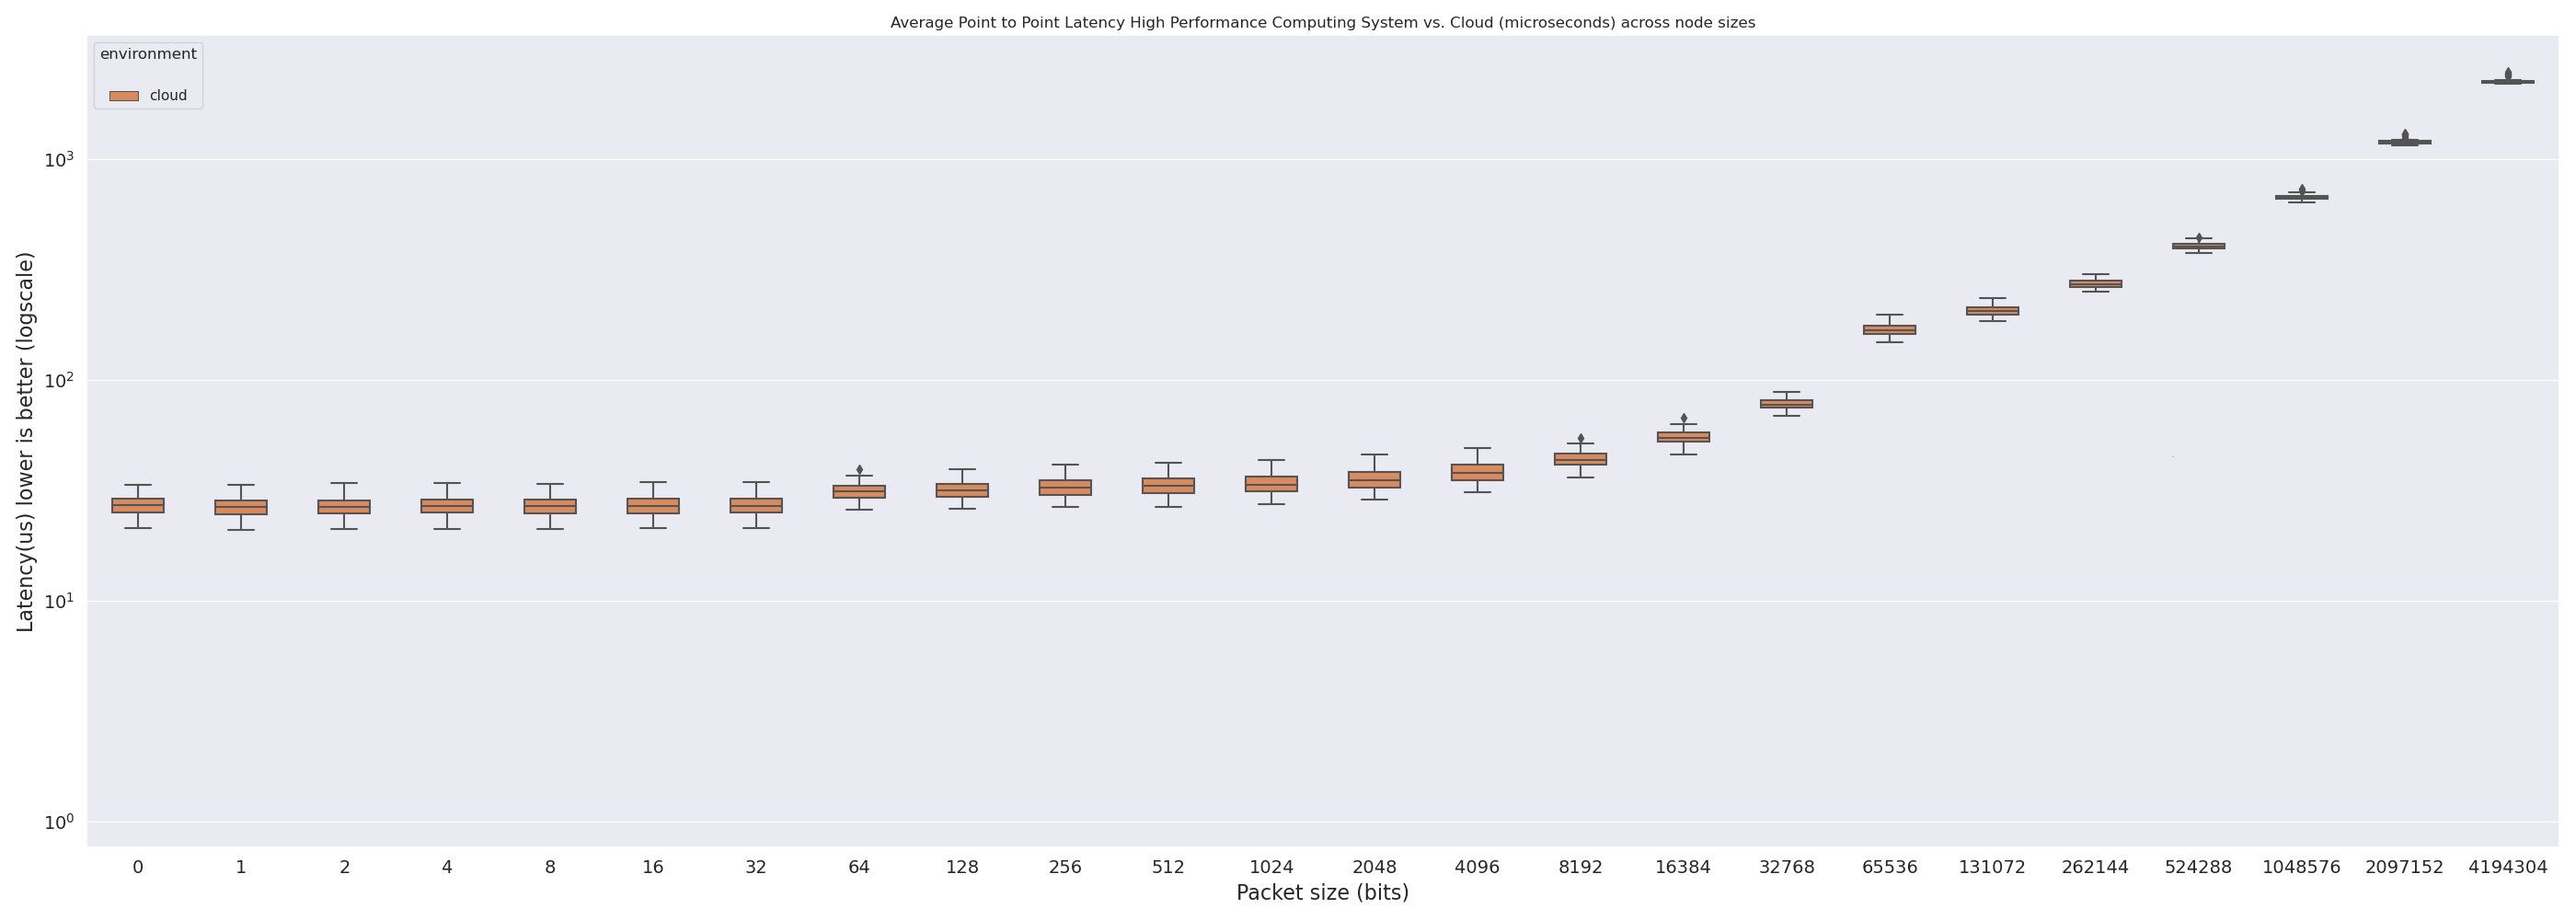 Average Point to Point Latency High Performance Computing System vs. Cloud (microseconds) across node sizes
environment
cloud
Latency(us) lower is better (logscale)
10³
10²
10¹
10⁰
0 1 2 4 8 16 32 64 128 256 512 1024 2048 4096 8192 16384 32768 65536 131072 262144 524288 1048576 2097152 4194304
Packet size (bits)